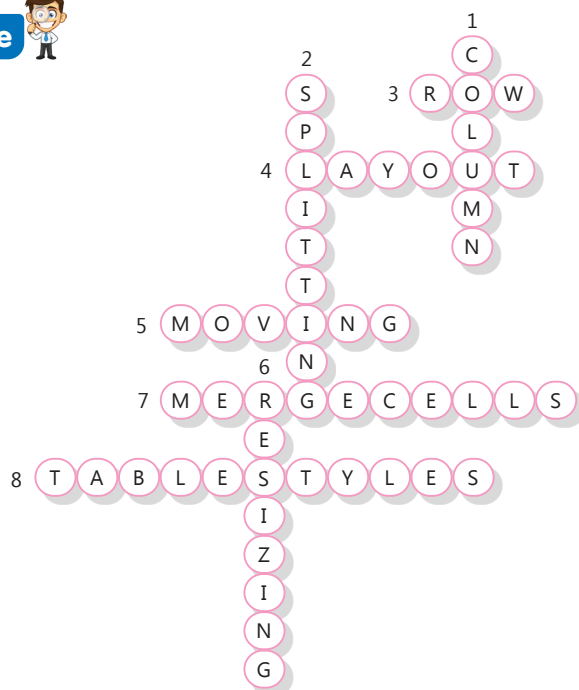 e
1
C
2
S 3 R O W
P L
4 L A Y O U T
I M
T N
T
5 M O V I N G
6 N
7 M E R G E C E L L S
E
8 T A B L E S T Y L E S
I
Z
I
N
G